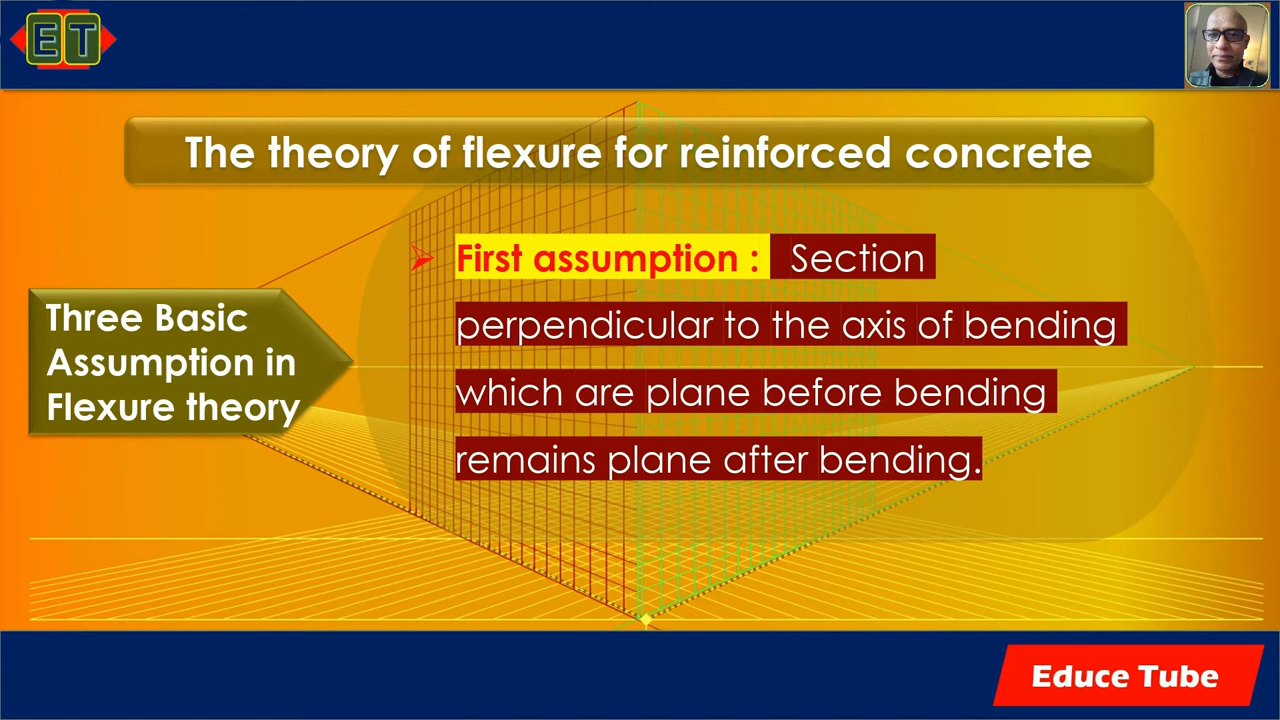 ET
The theory of flexure for reinforced concrete
Three Basic
Assumption in
Flexure theory
First assumption : Section
perpendicular to the axis of bending
which are plane before bending
remains plane after bending.
Educe Tube